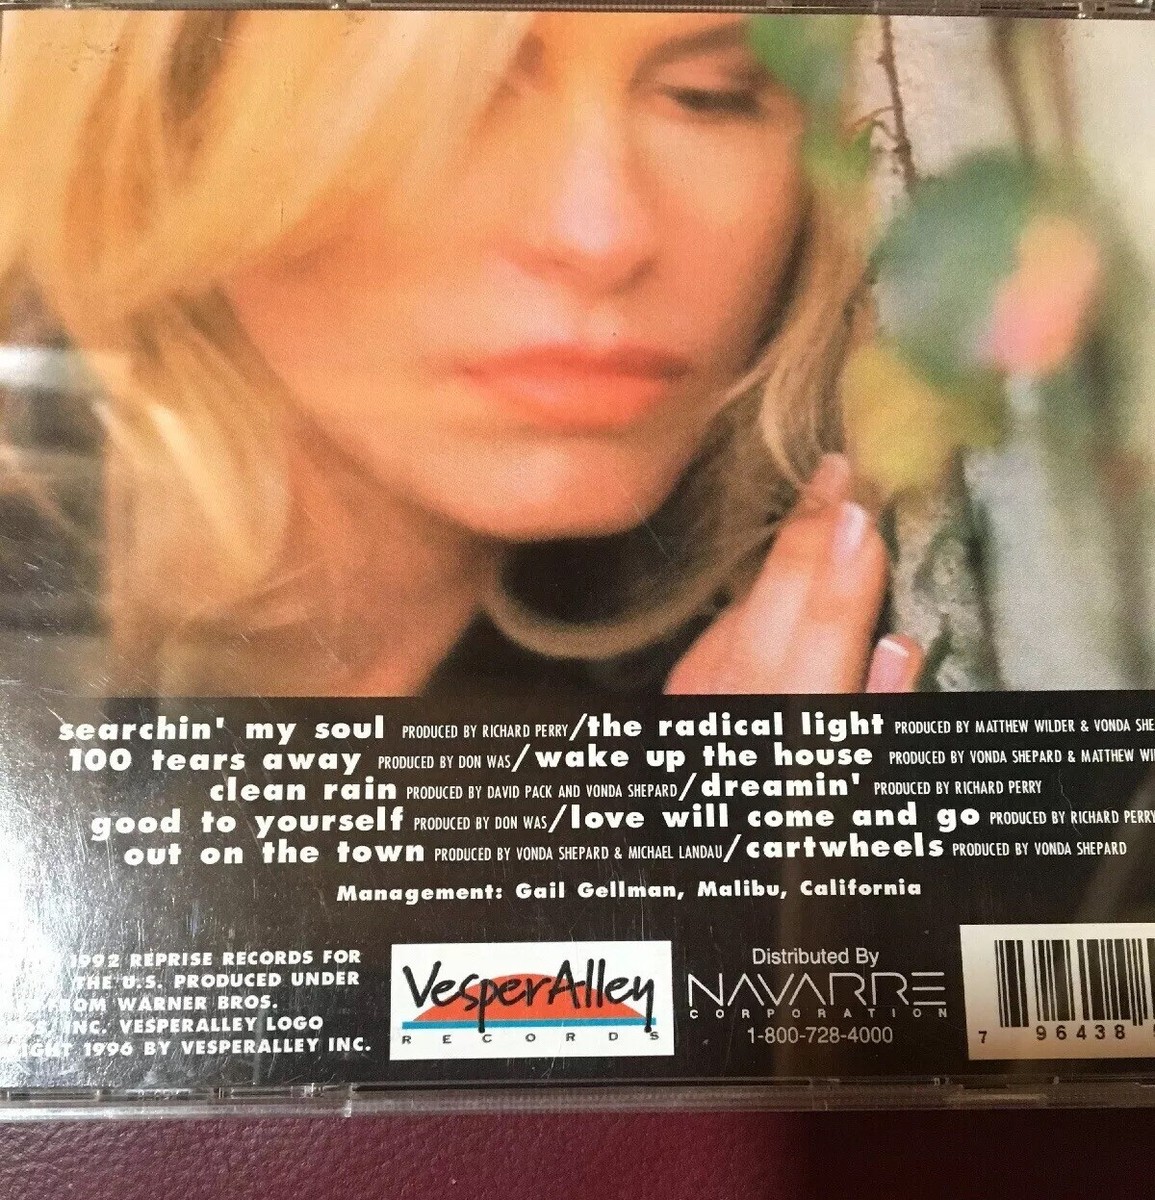 searchin' my soul PRODUCED BY RICHARD PERRY/the radical light PRODUCED BY MATTHEW WILDER & VONDA SHE
100 tears away PRODUCED BY DON WAS/wake up the house PRODUCED BY VONDA SHEPARD & MATTHEW WI
clean rain PRODUCED BY DAVID PACK AND VONDA SHEPARD/dreamin' PRODUCED BY RICHARD PERRY
good to yourself PRODUCED BY DON WAS/love will come and go PRODUCED BY RICHARD PERRY
out on the town PRODUCED BY VONDA SHEPARD & MICHAEL LANDAU/cartwheels PRODUCED BY VONDA SHEPARD
Management: Gail Gellman, Malibu, California
1992 REPRISE RECORDS FOR
THE U.S. PRODUCED UNDER
FROM WARNER BROS.
INC. VESPERALLEY LOGO
1996 BY VESPERALLEY INC.
VesperAlley
RECORDS
Distributed By
NAVARRE
CORPORATION
1-800-728-4000
7 96438